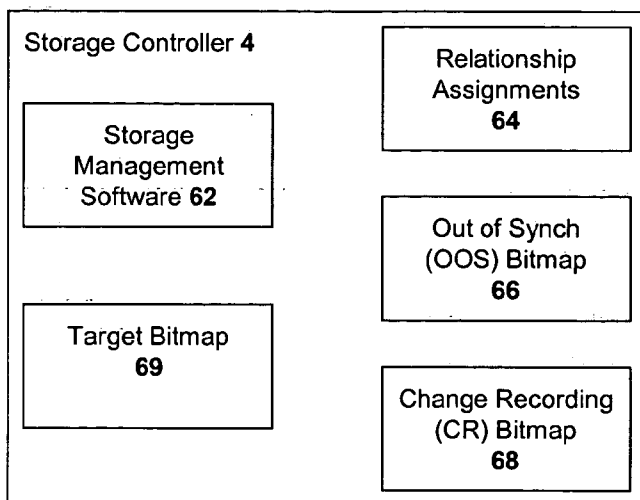 Storage Controller 4
Storage
Management
Software 62
Target Bitmap
69
Relationship
Assignments
64
Out of Synch
(OOS) Bitmap
66
Change Recording
(CR) Bitmap
68